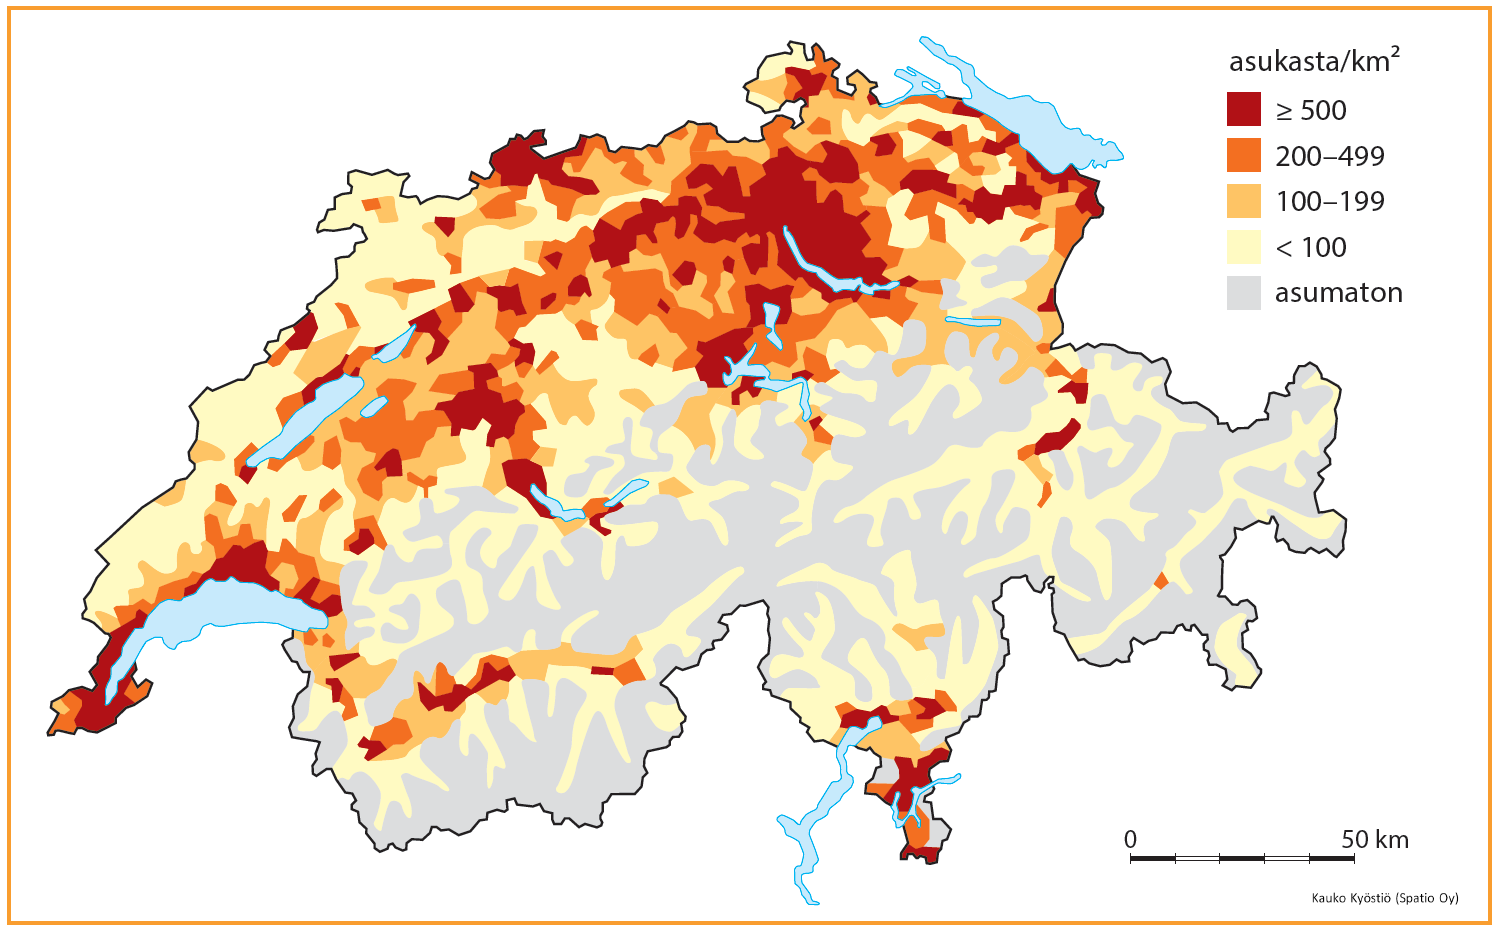 asukasta/km²
≥ 500
200–499
100–199
< 100
asumaton
0 50 km
Kauko Kyöstiö (Spatio Oy)